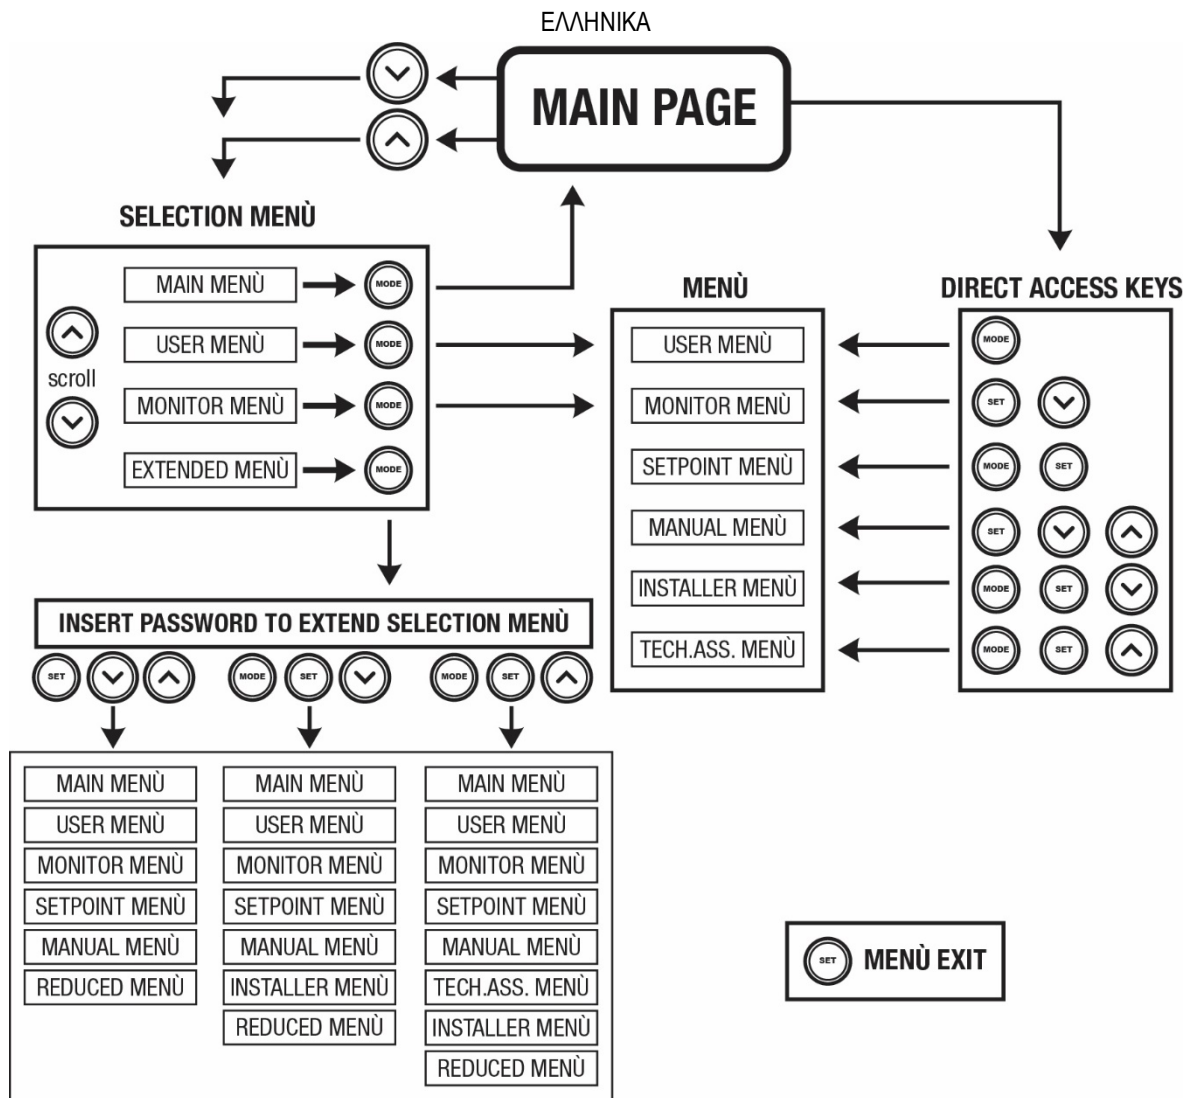 ΕΛΛΗΝΙΚΑ
MAIN PAGE
SELECTION MENÙ
MAIN MENÙ MODE
USER MENÙ MODE
scroll
MONITOR MENÙ MODE
EXTENDED MENÙ MODE
MENÙ
USER MENÙ
MONITOR MENÙ
SETPOINT MENÙ
MANUAL MENÙ
INSTALLER MENÙ
TECH.ASS. MENÙ
DIRECT ACCESS KEYS
MODE
SET
MODE SET
SET
MODE SET
MODE SET
INSERT PASSWORD TO EXTEND SELECTION MENÙ
SET MODE SET MODE SET
MAIN MENÙ
USER MENÙ
MONITOR MENÙ
SETPOINT MENÙ
MANUAL MENÙ
REDUCED MENÙ
MAIN MENÙ
USER MENÙ
MONITOR MENÙ
SETPOINT MENÙ
MANUAL MENÙ
INSTALLER MENÙ
REDUCED MENÙ
MAIN MENÙ
USER MENÙ
MONITOR MENÙ
SETPOINT MENÙ
MANUAL MENÙ
TECH.ASS. MENÙ
INSTALLER MENÙ
REDUCED MENÙ
SET MENÙ EXIT